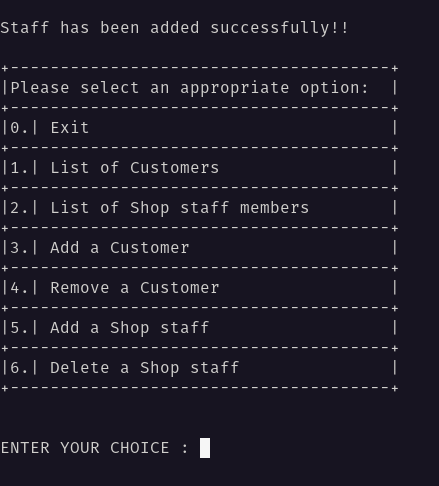 Staff has been added successfully!!
+--------------------------------------+
|Please select an appropriate option:  |
+--------------------------------------+
|0.| Exit                              |
+--------------------------------------+
|1.| List of Customers                 |
+--------------------------------------+
|2.| List of Shop staff members        |
+--------------------------------------+
|3.| Add a Customer                    |
+--------------------------------------+
|4.| Remove a Customer                 |
+--------------------------------------+
|5.| Add a Shop staff                  |
+--------------------------------------+
|6.| Delete a Shop staff               |
+--------------------------------------+
ENTER YOUR CHOICE :